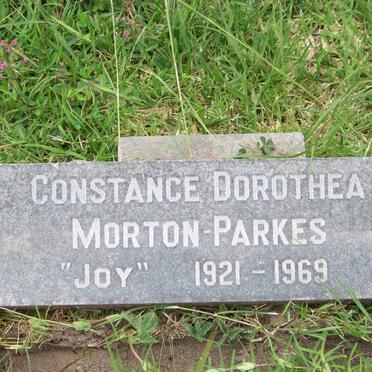 CONSTANCE DOROTHEA
MORTON-PARKES
"JOY" 1921-1969